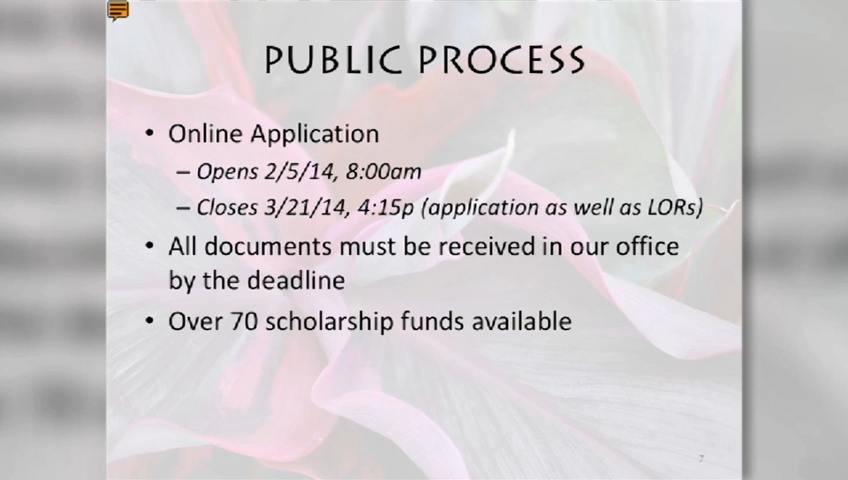 PUBLIC PROCESS
• Online Application
– Opens 2/5/14, 8:00am
– Closes 3/21/14, 4:15p (application as well as LORs)
• All documents must be received in our office
by the deadline
• Over 70 scholarship funds available
7